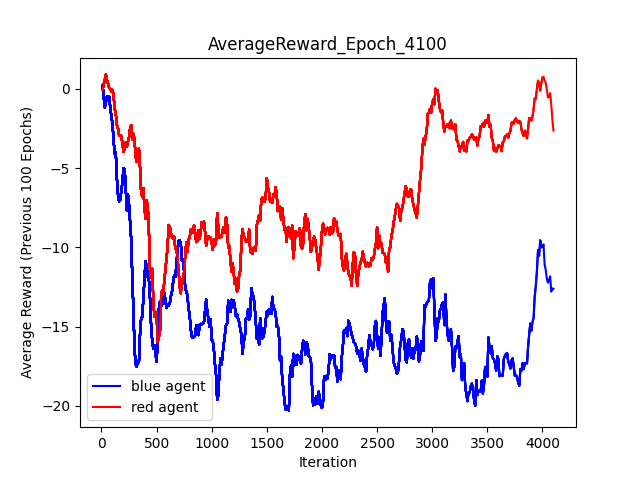 AverageReward_Epoch_4100
Average Reward (Previous 100 Epochs)
0
−5
−10
−15
−20
blue agent
red agent
0
500
1000
1500
2000
2500
3000
3500
4000
Iteration